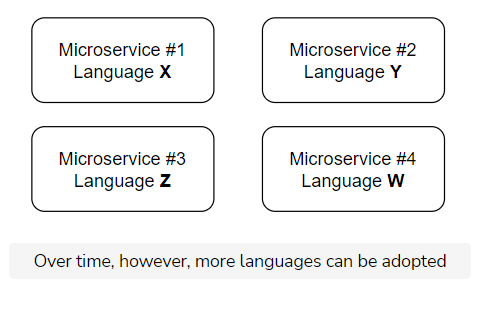 Microservice #1
Language X
Microservice #2
Language Y
Microservice #3
Language Z
Microservice #4
Language W
Over time, however, more languages can be adopted